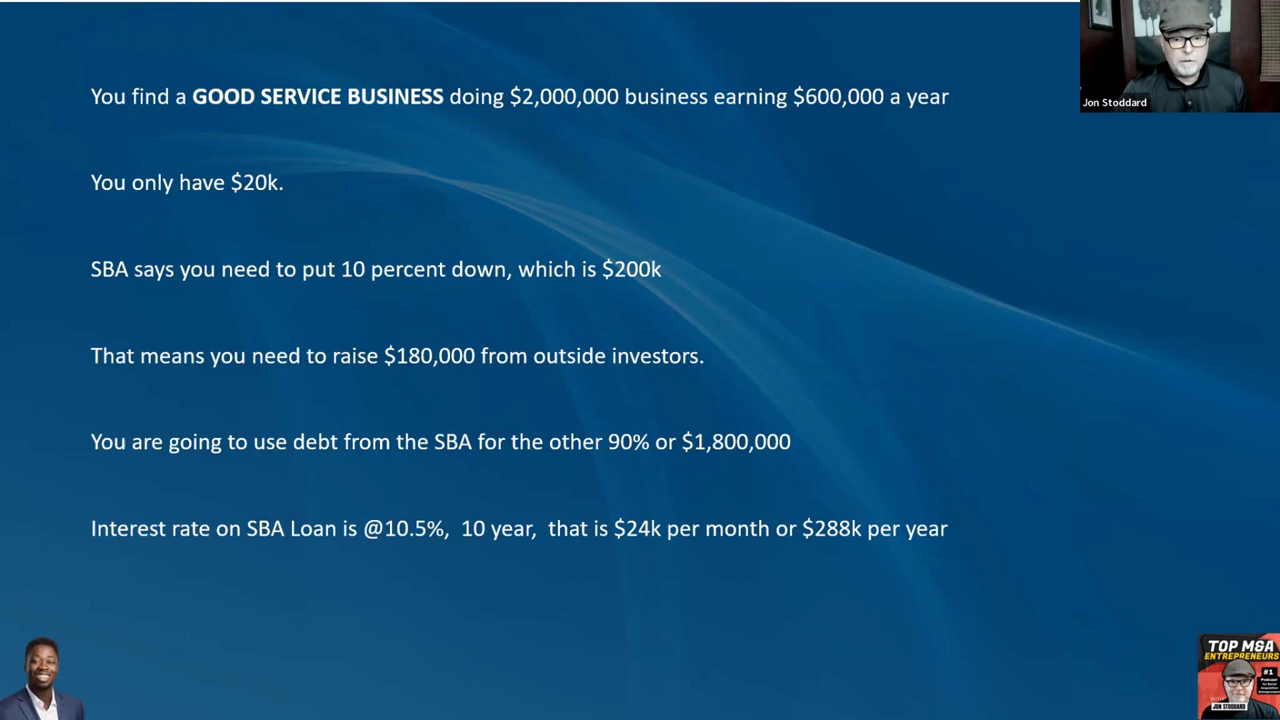 You find a GOOD SERVICE BUSINESS doing $2,000,000 business earning $600,000 a year
Jon Stoddard
You only have $20k.
SBA says you need to put 10 percent down, which is $200k
That means you need to raise $180,000 from outside investors.
You are going to use debt from the SBA for the other 90% or $1,800,000
Interest rate on SBA Loan is @10.5%, 10 year, that is $24k per month or $288k per year
TOP M&A
ENTREPRENEURS
#1
Podcast
JON STODDARD